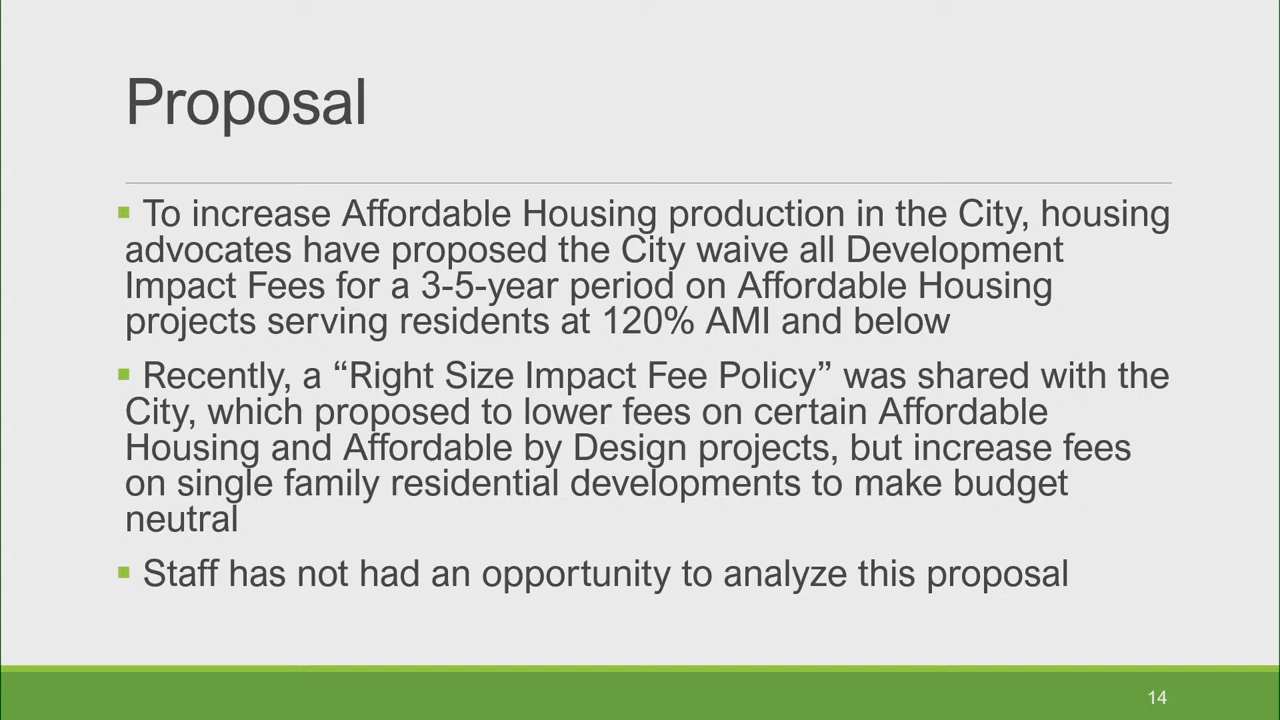 Proposal
▪ To increase Affordable Housing production in the City, housing
advocates have proposed the City waive all Development
Impact Fees for a 3-5-year period on Affordable Housing
projects serving residents at 120% AMI and below
▪ Recently, a “Right Size Impact Fee Policy” was shared with the
City, which proposed to lower fees on certain Affordable
Housing and Affordable by Design projects, but increase fees
on single family residential developments to make budget
neutral
▪ Staff has not had an opportunity to analyze this proposal
14